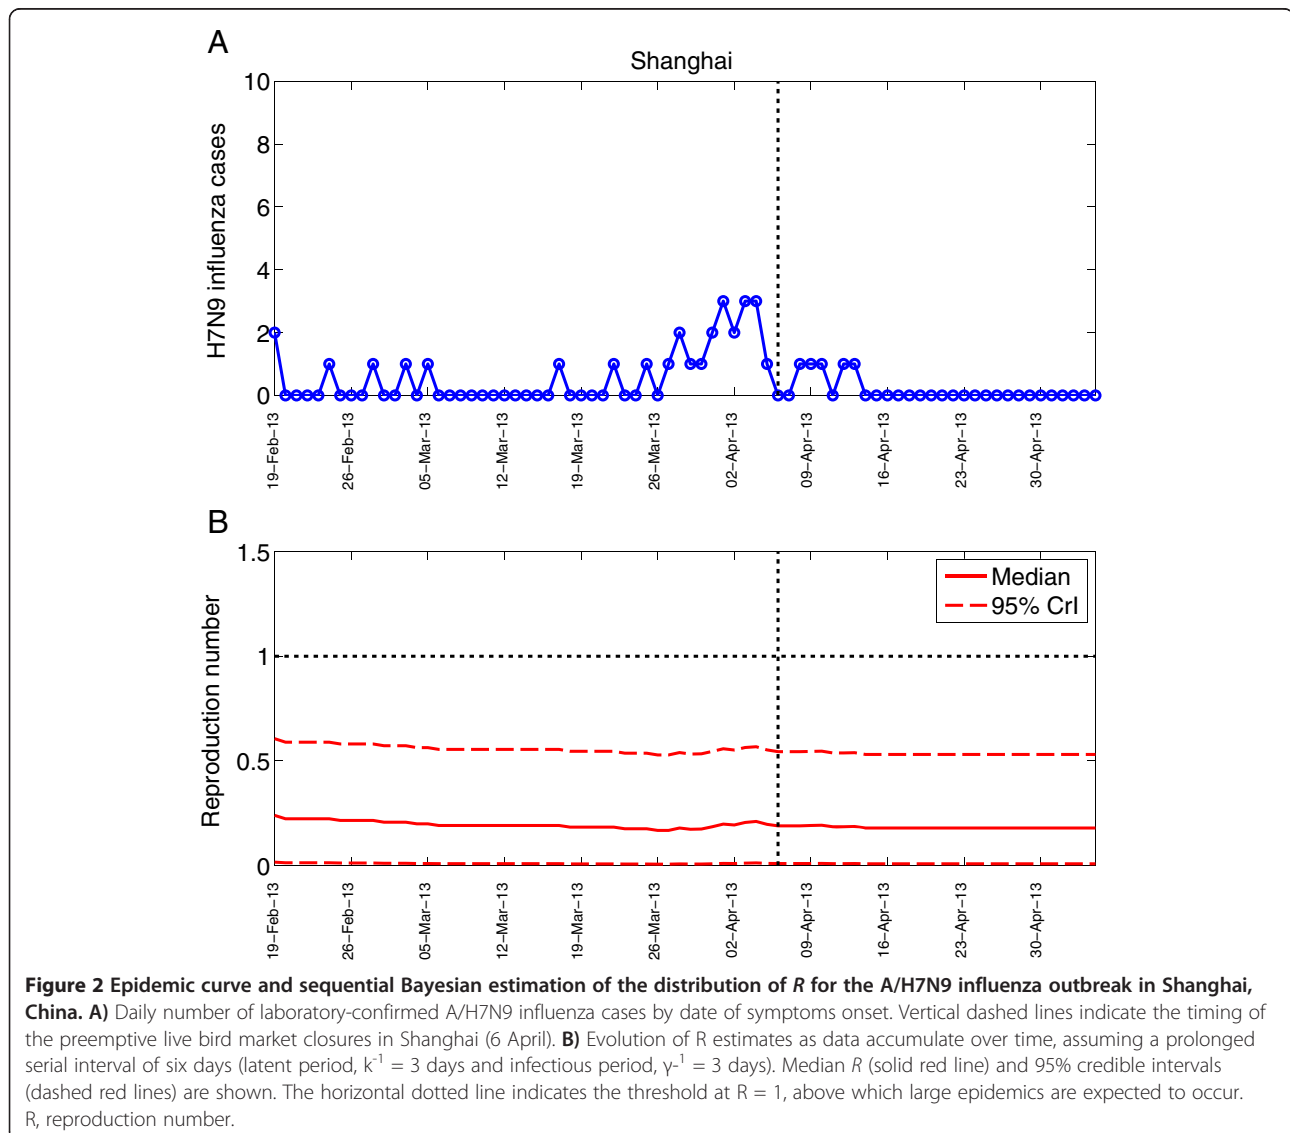 A
Shanghai
H7N9 influenza cases
10
8
6
4
2
0
19–Feb–13
26–Feb–13
05–Mar–13
12–Mar–13
19–Mar–13
26–Mar–13
02–Apr–13
09–Apr–13
16–Apr–13
23–Apr–13
30–Apr–13
B
Reproduction number
1.5
1
0.5
0
Median
95% CrI
19–Feb–13
26–Feb–13
05–Mar–13
12–Mar–13
19–Mar–13
26–Mar–13
02–Apr–13
09–Apr–13
16–Apr–13
23–Apr–13
30–Apr–13
Figure 2 Epidemic curve and sequential Bayesian estimation of the distribution of R for the A/H7N9 influenza outbreak in Shanghai,
China. A) Daily number of laboratory-confirmed A/H7N9 influenza cases by date of symptoms onset. Vertical dashed lines indicate the timing of
the preemptive live bird market closures in Shanghai (6 April). B) Evolution of R estimates as data accumulate over time, assuming a prolonged
serial interval of six days (latent period, k⁻¹ = 3 days and infectious period, γ-¹ = 3 days). Median R (solid red line) and 95% credible intervals
(dashed red lines) are shown. The horizontal dotted line indicates the threshold at R = 1, above which large epidemics are expected to occur.
R, reproduction number.